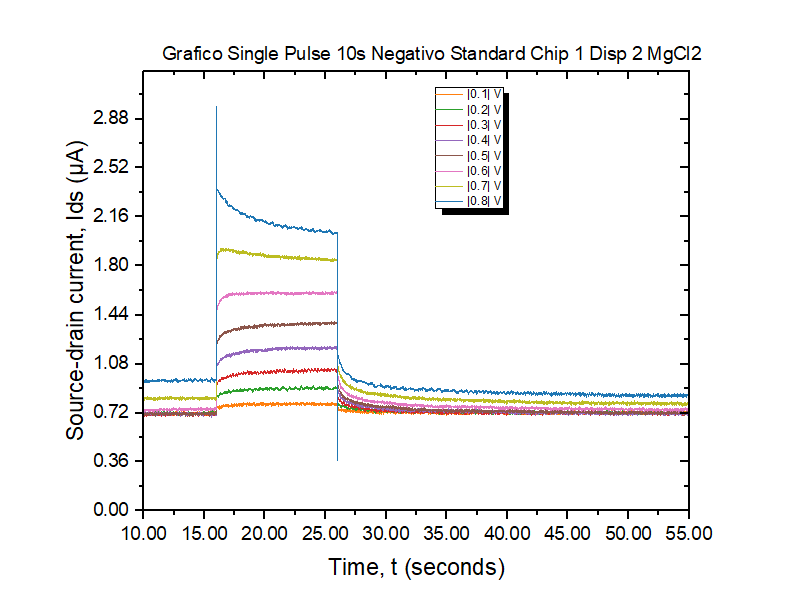 Grafico Single Pulse 10s Negativo Standard Chip 1 Disp 2 MgCl2
|0.1| V
|0.2| V
|0.3| V
|0.4| V
|0.5| V
|0.6| V
|0.7| V
|0.8| V
Source-drain current, Ids (µA)
2.88
2.52
2.16
1.80
1.44
1.08
0.72
0.36
0.00
10.00 15.00 20.00 25.00 30.00 35.00 40.00 45.00 50.00 55.00
Time, t (seconds)